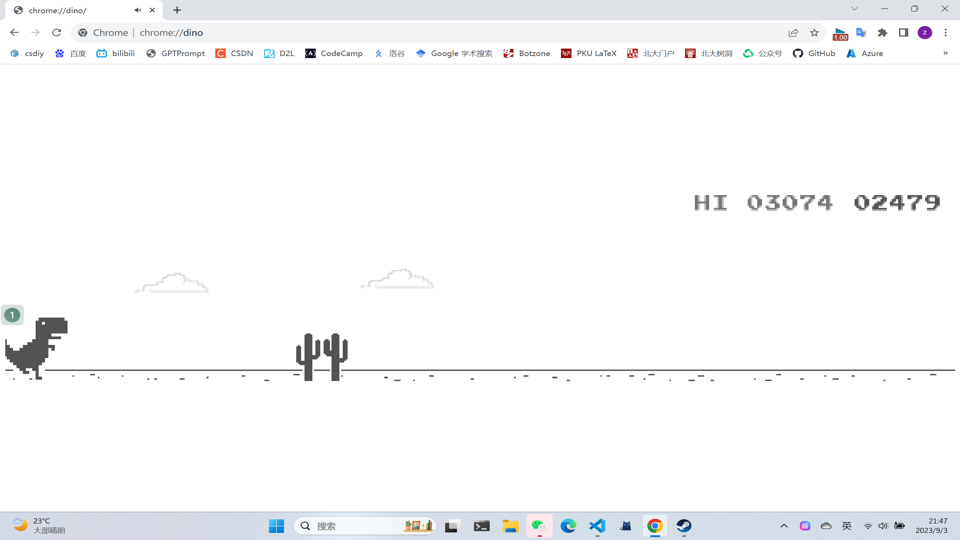 chrome://dino/
Chrome | chrome://dino
1.00
z
csdiy 百度 bilibili GPTPrompt CSDN D2L CodeCamp 洛谷 Google 学术搜索 Botzone PKU LaTeX 北大门户 北大树洞 公众号 GitHub Azure »
HI 03074 02479
1
23°C
大部晴朗
搜索
英
21:47
2023/9/3